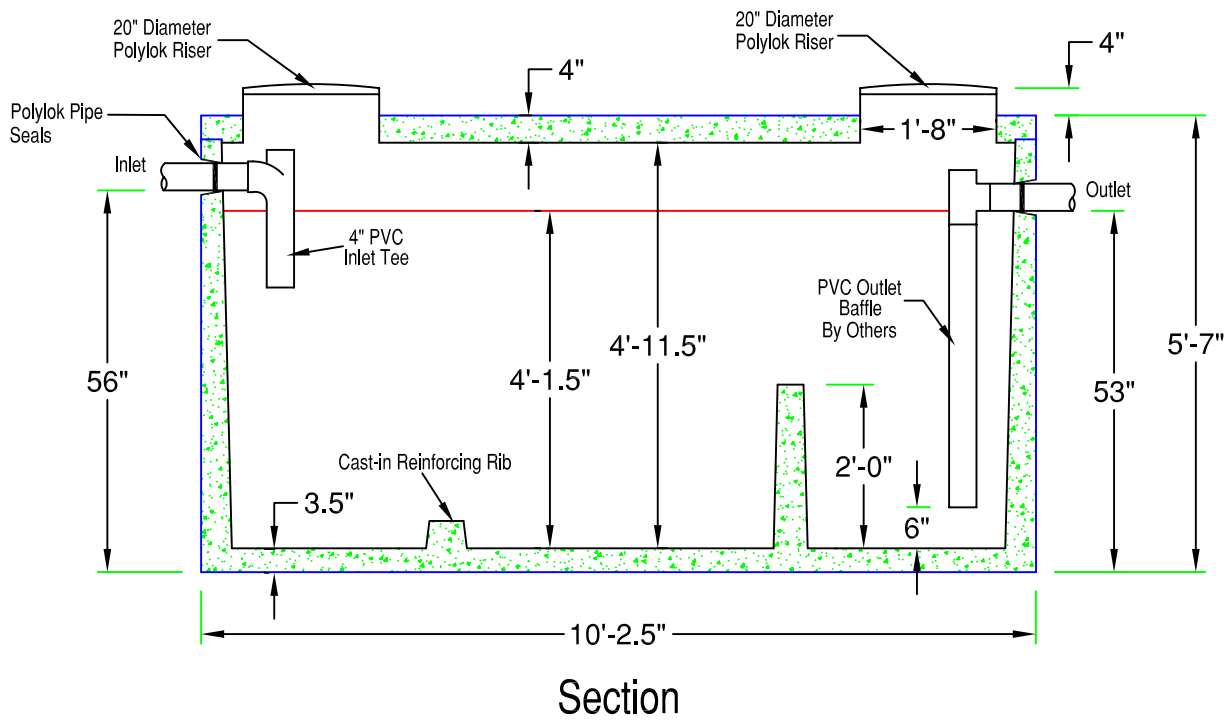 20" Diameter
Polylok Riser
20" Diameter
Polylok Riser
4"
4"
Polylok Pipe
Seals
1'-8"
Inlet
Outlet
4" PVC
Inlet Tee
PVC Outlet
Baffle
By Others
4'-11.5"
5'-7"
56"
4'-1.5"
53"
Cast-in Reinforcing Rib
2'-0"
3.5"
6"
10'-2.5"
Section